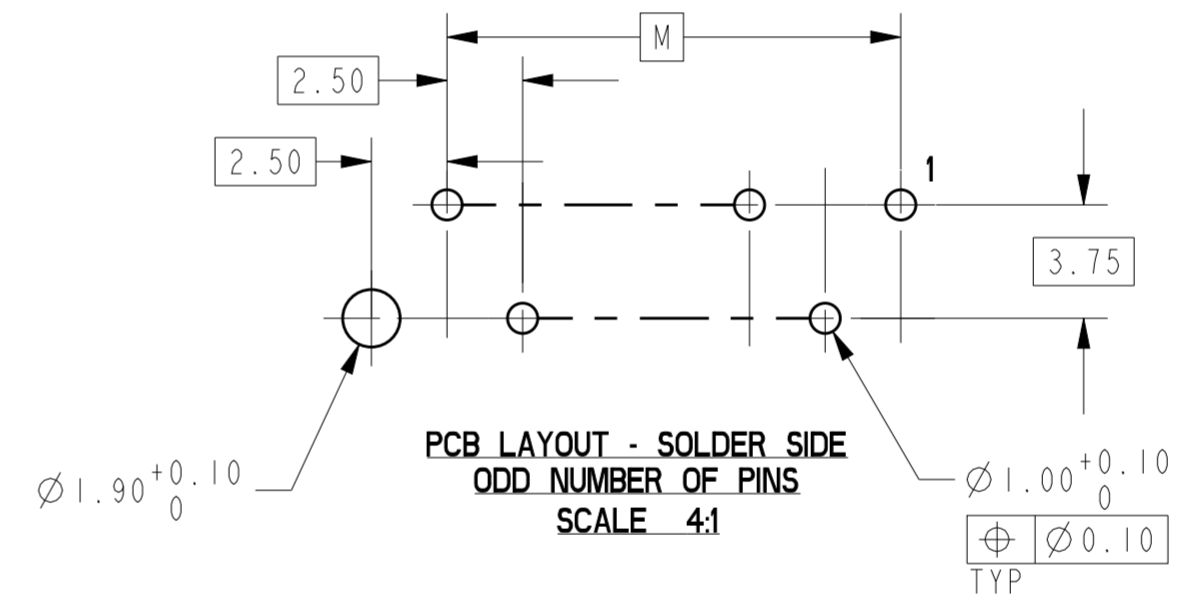 M
2.50
2.50
1
3.75
PCB LAYOUT - SOLDER SIDE
ODD NUMBER OF PINS
SCALE 4:1
Ø1.90 +0.10
0
Ø1.00 +0.10
0
⌖ Ø0.10
TYP